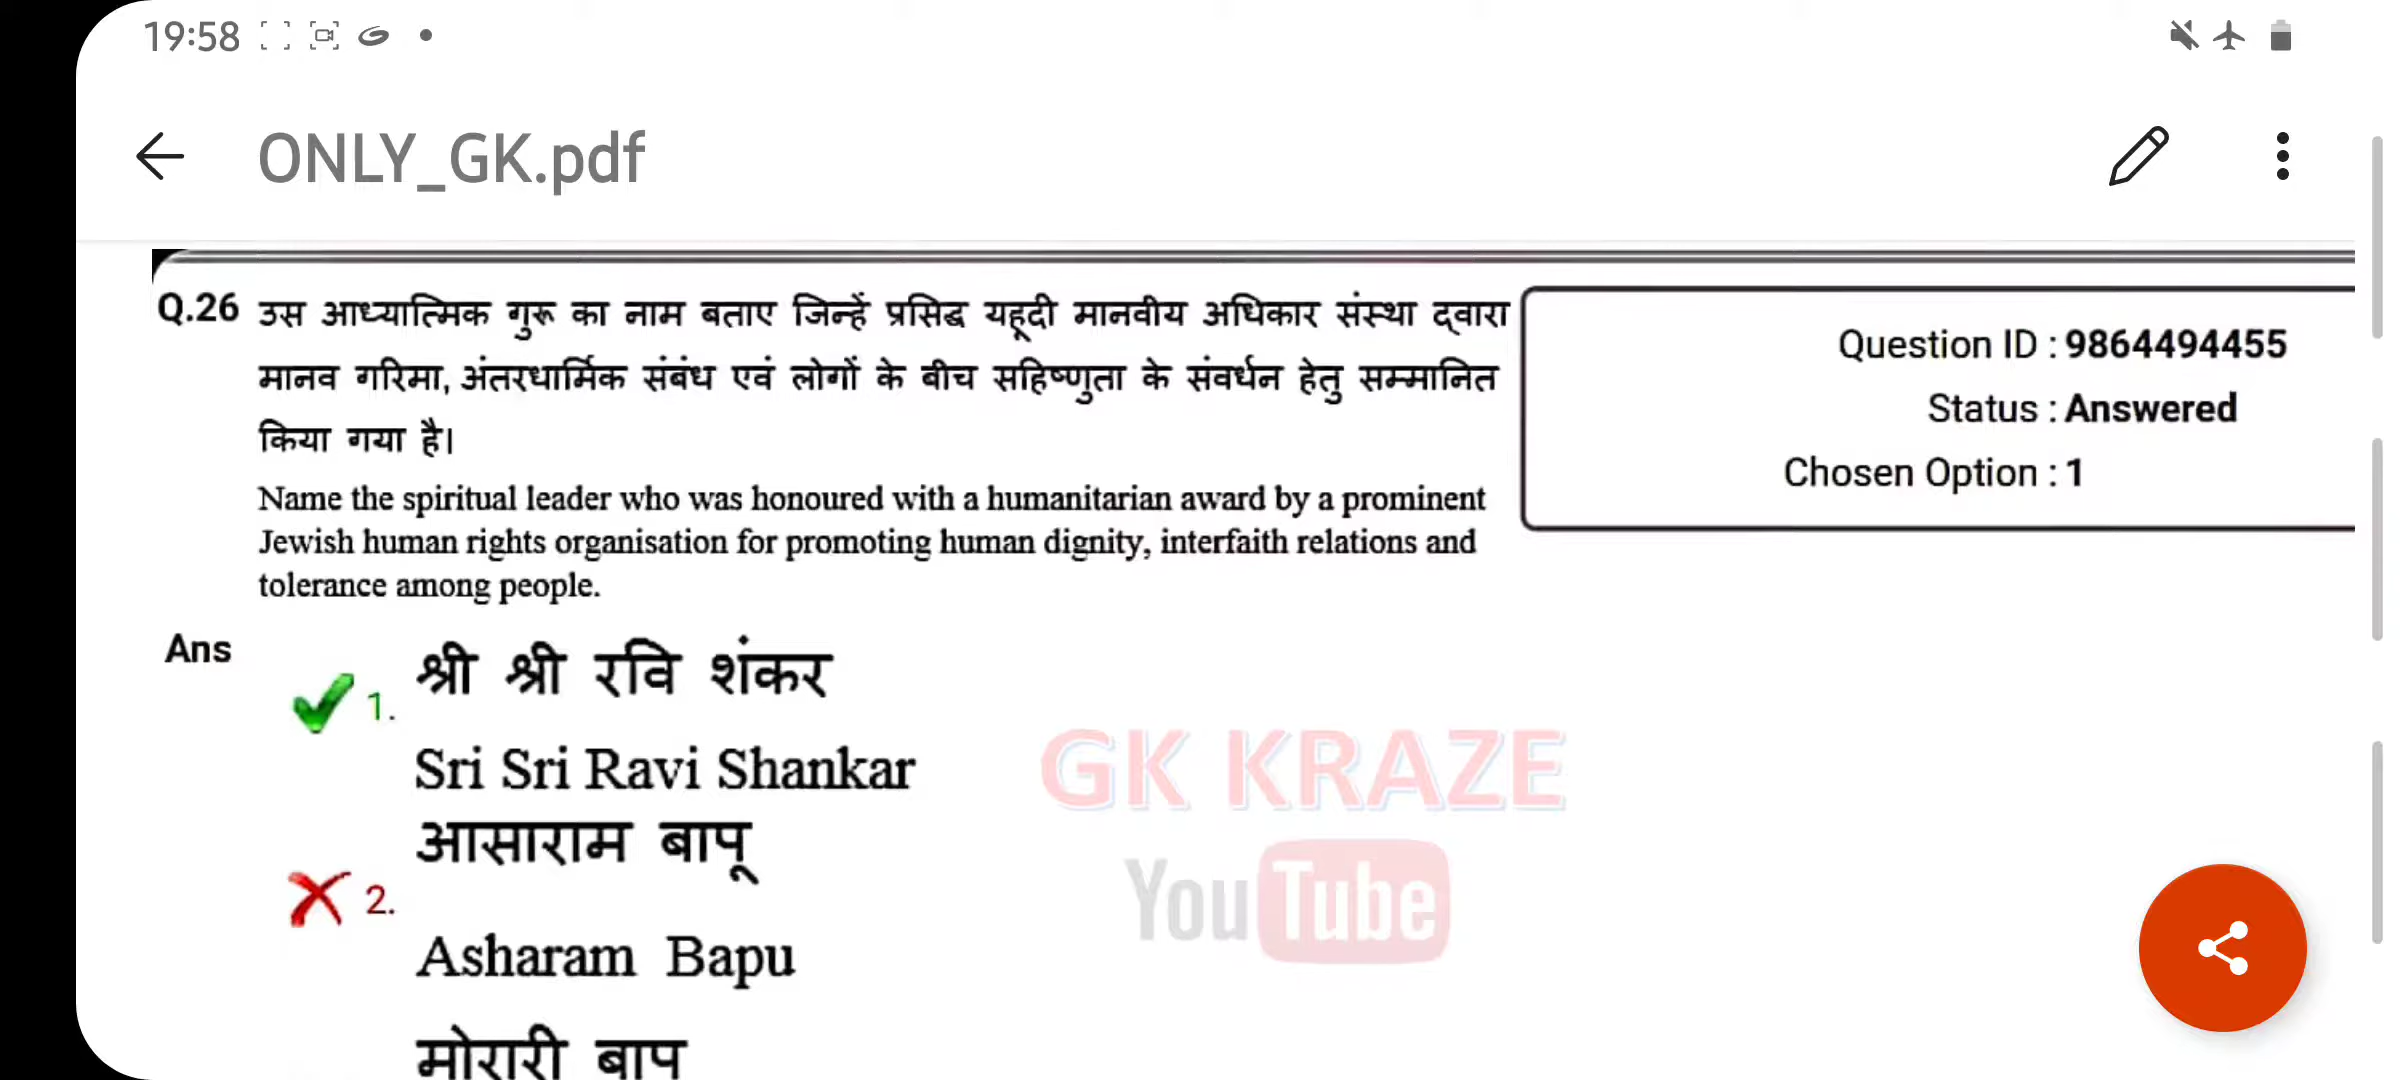 19:58
ONLY_GK.pdf
Q.26 उस आध्यात्मिक गुरू का नाम बताए जिन्हें प्रसिद्ध यहूदी मानवीय अधिकार संस्था द्वारा
मानव गरिमा, अंतरधार्मिक संबंध एवं लोगों के बीच सहिष्णुता के संवर्धन हेतु सम्मानित
किया गया है।
Name the spiritual leader who was honoured with a humanitarian award by a prominent
Jewish human rights organisation for promoting human dignity, interfaith relations and
tolerance among people.
Question ID : 9864494455
Status : Answered
Chosen Option : 1
Ans
1. श्री श्री रवि शंकर
Sri Sri Ravi Shankar
2. आसाराम बापू
Asharam Bapu
मोरारी बाप
GK KRAZE
YouTube